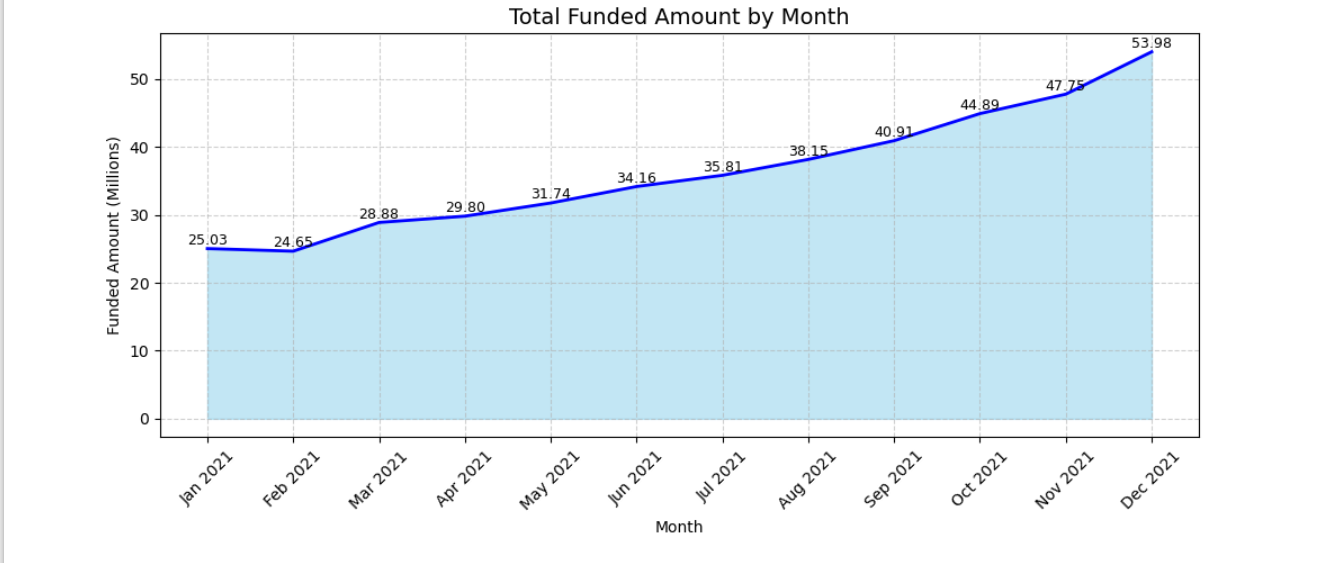 Total Funded Amount by Month
53.98
50
47.75
44.89
40.91
40
38.15
35.81
34.16
31.74
30
29.80
28.88
25.03
24.65
20
10
0
Funded Amount (Millions)
Jan 2021
Feb 2021
Mar 2021
Apr 2021
May 2021
Jun 2021
Jul 2021
Aug 2021
Sep 2021
Oct 2021
Nov 2021
Dec 2021
Month